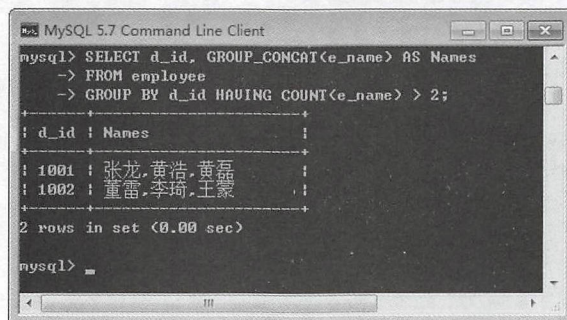 MySQL 5.7 Command Line Client
mysql> SELECT d_id, GROUP_CONCAT(e_name) AS Names
    -> FROM employee
    -> GROUP BY d_id HAVING COUNT(e_name) > 2;
+------+----------------+
| d_id | Names |
+------+----------------+
| 1001 | 张龙,黄浩,黄磊 |
| 1002 | 董雷,李琦,王蒙 |
+------+----------------+
2 rows in set (0.00 sec)
mysql>